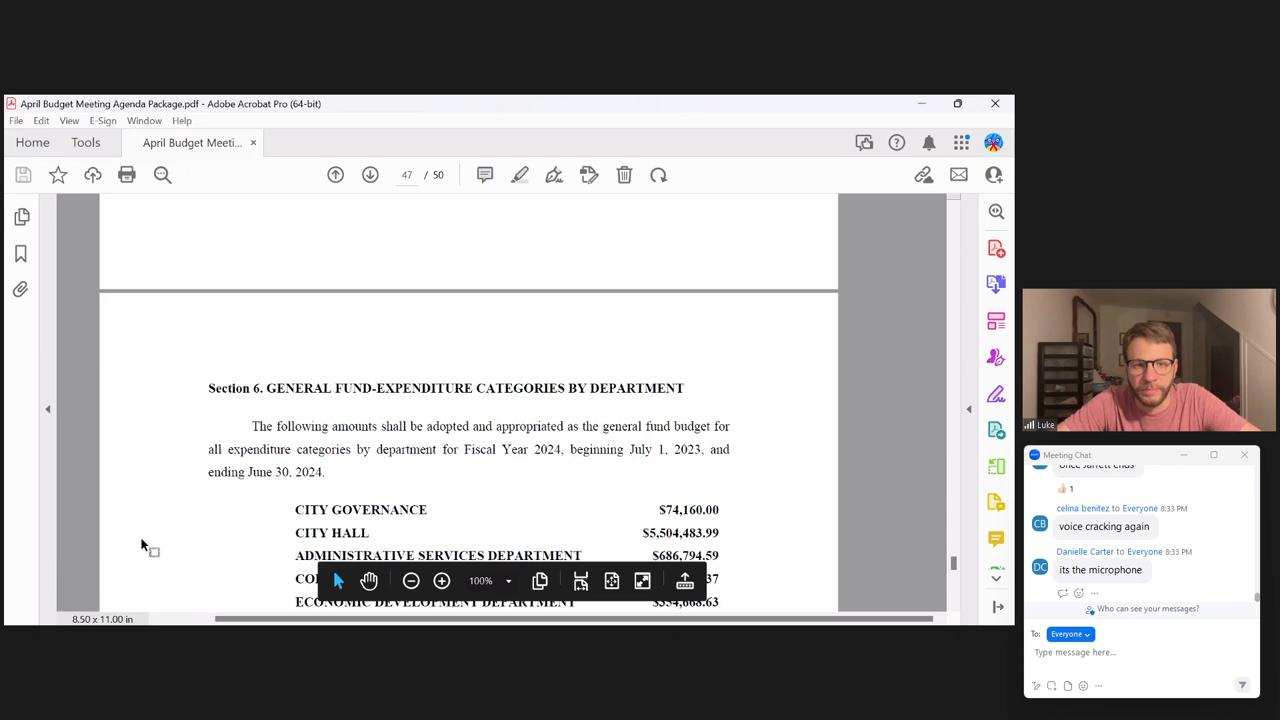 April Budget Meeting Agenda Package.pdf - Adobe Acrobat Pro (64-bit)
File Edit View E-Sign Window Help
Home Tools April Budget Meeti... ×
47 / 50
Section 6. GENERAL FUND-EXPENDITURE CATEGORIES BY DEPARTMENT
The following amounts shall be adopted and appropriated as the general fund budget for
all expenditure categories by department for Fiscal Year 2024, beginning July 1, 2023, and
ending June 30, 2024.
CITY GOVERNANCE $74,160.00
CITY HALL $5,504,483.99
ADMINISTRATIVE SERVICES DEPARTMENT $686,794.59
ECONOMIC DEVELOPMENT DEPARTMENT
100%
8.50 x 11.00 in
Luke
Meeting Chat
once Jarrett ends
1
celina benitez to Everyone 8:33 PM
CB
voice cracking again
Danielle Carter to Everyone 8:33 PM
DC
its the microphone
Who can see your messages?
To: Everyone
Type message here...